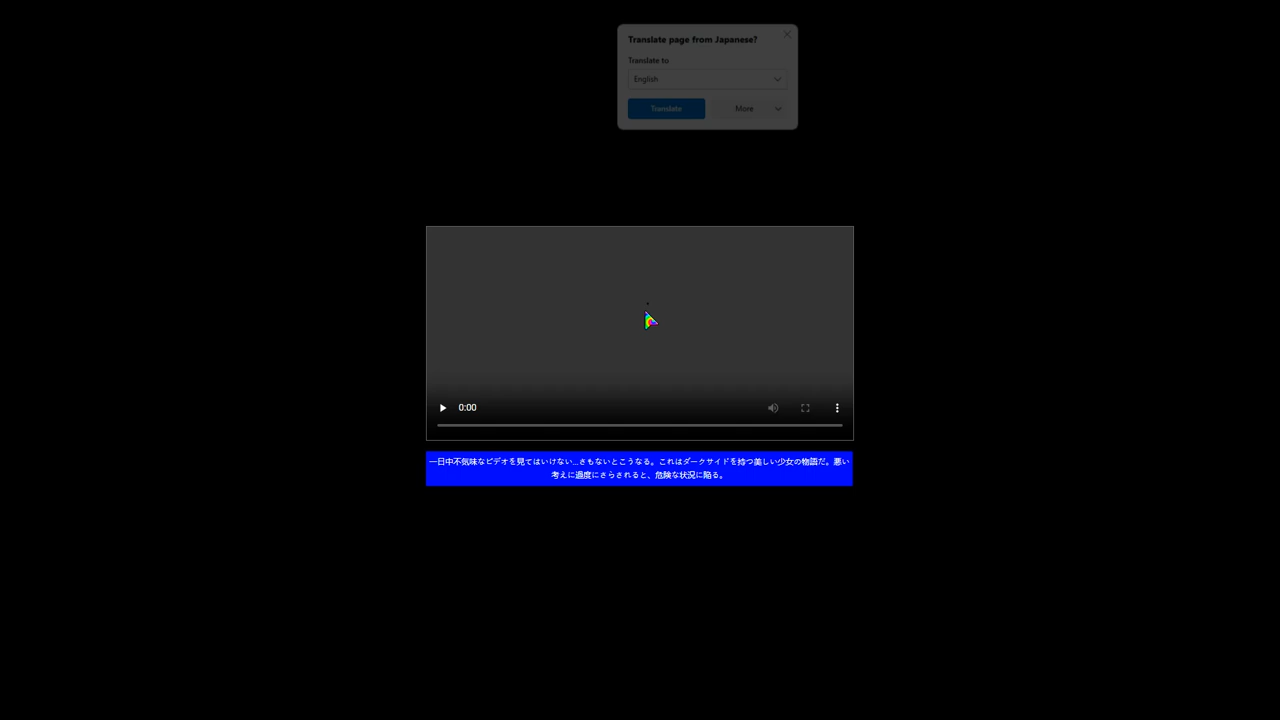 Translate page from Japanese?
Translate to
English
Translate
More
0:00
一日中不気味なビデオを見てはいけない...さもないとこうなる。これはダークサイドを持つ美しい少女の物語だ。悪い
考えに過度にさらされると、危険な状況に陥る。